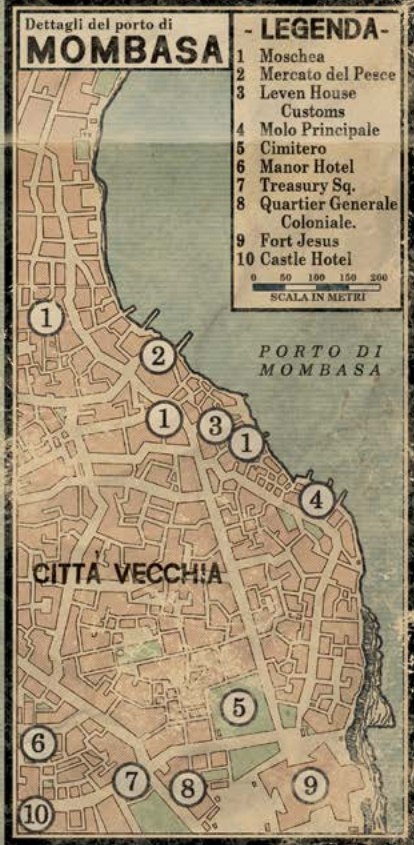 Dettagli del porto di
MOMBASA
- LEGENDA-
1 Moschea
2 Mercato del Pesce
3 Leven House
Customs
4 Molo Principale
5 Cimitero
6 Manor Hotel
7 Treasury Sq.
8 Quartier Generale
Coloniale.
9 Fort Jesus
10 Castle Hotel
0 50 100 150 200
SCALA IN METRI
1
2
PORTO DI
MOMBASA
1
3
1
4
CITTÀ VECCHIA
5
6
7
8
9
10